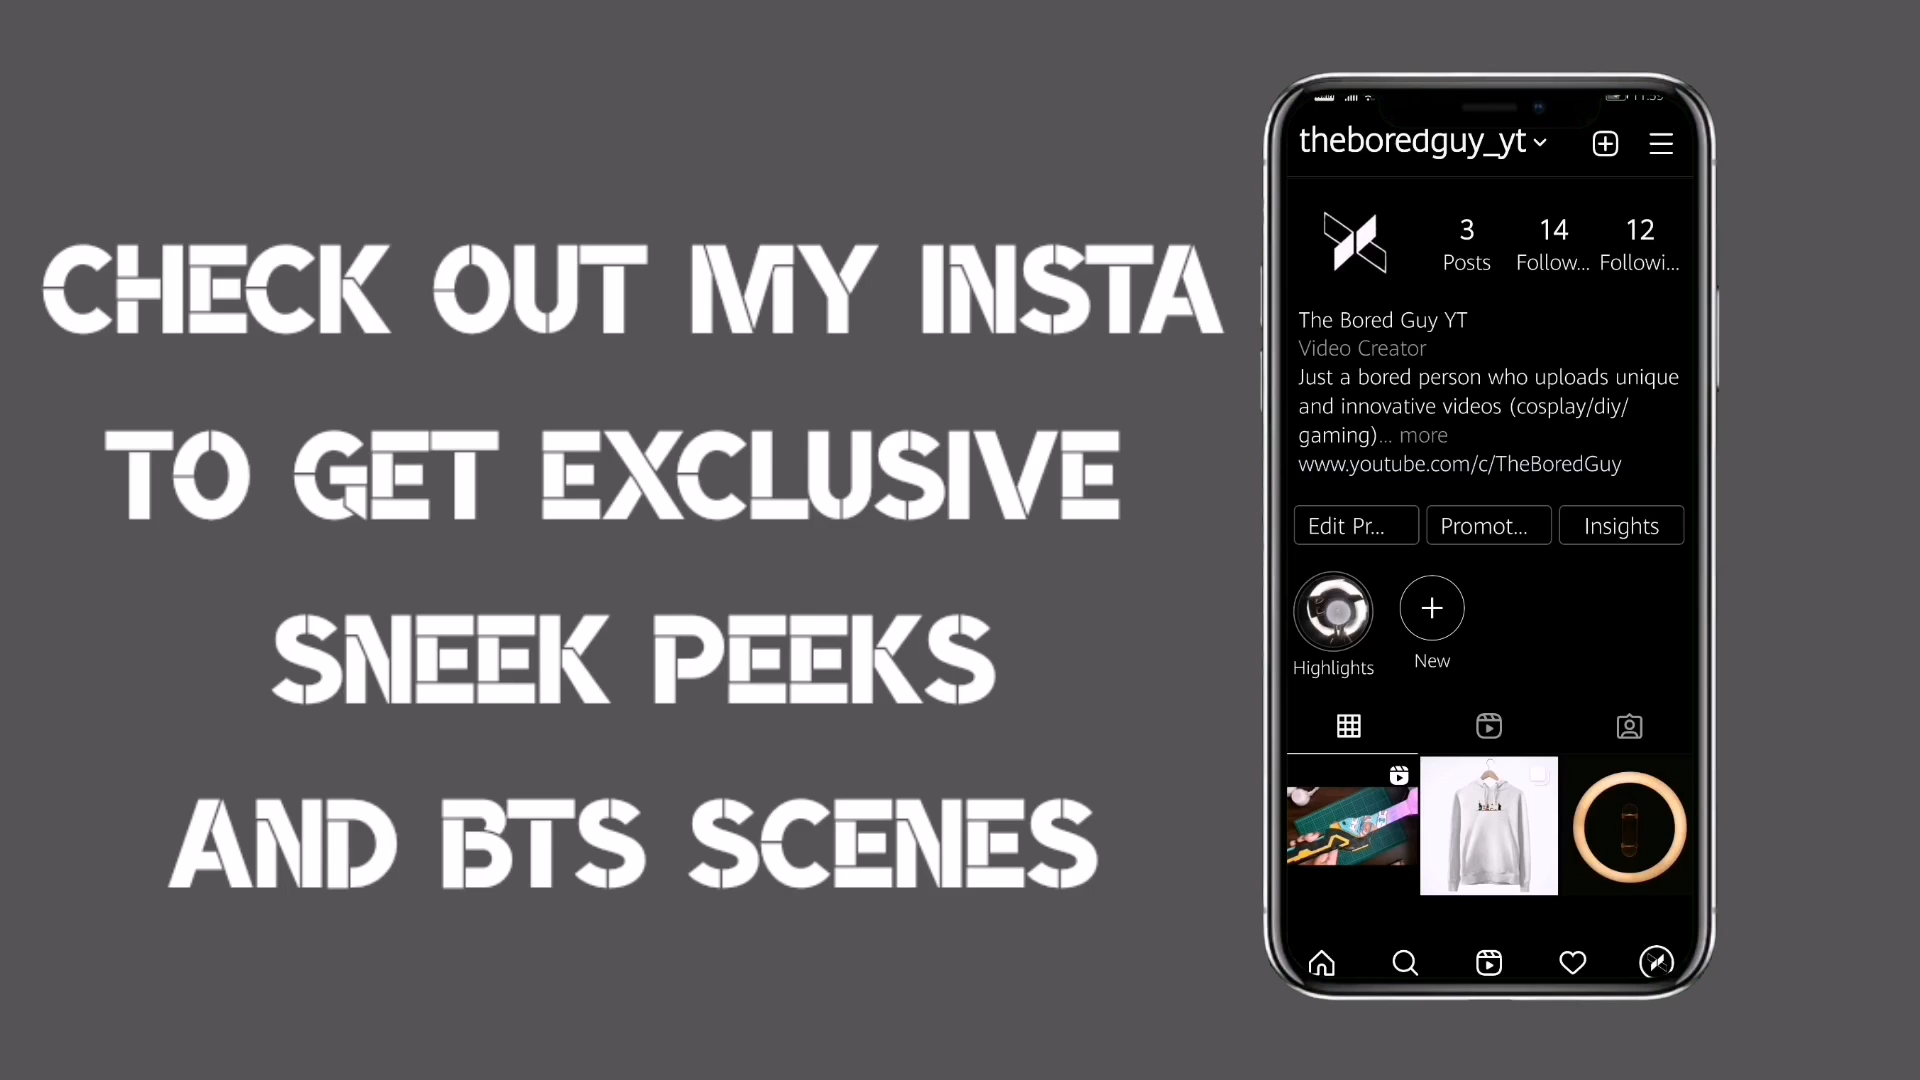 CHECK OUT MY INSTA
TO GET EXCLUSIVE
SNEEK PEEKS
AND BTS SCENES
theboredguy_yt
3 14 12
Posts Follow... Followi...
The Bored Guy YT
Video Creator
Just a bored person who uploads unique
and innovative videos (cosplay/diy/
gaming)... more
www.youtube.com/c/TheBoredGuy
Edit Pr... Promot... Insights
Highlights New